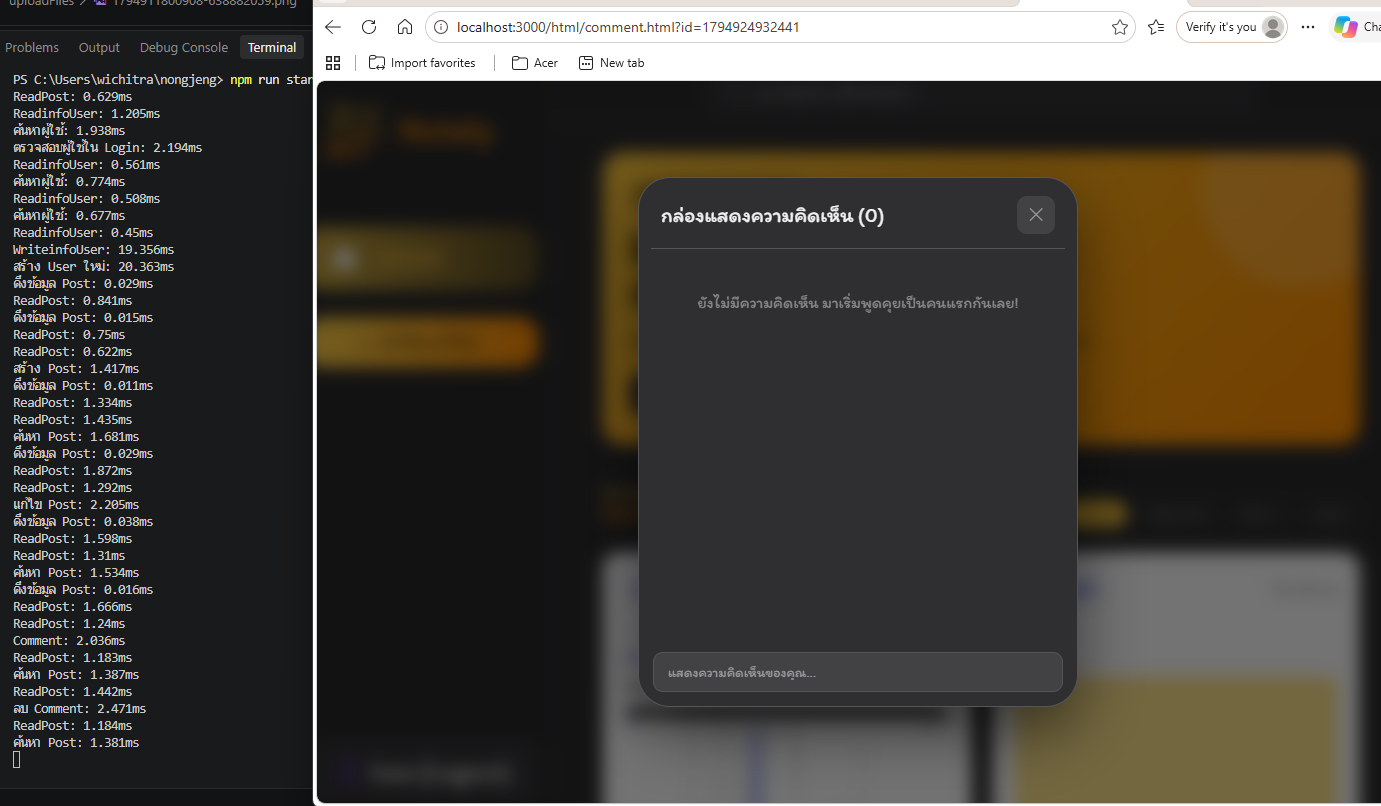 uploadFiles > 1794911800908-638882059.png
Problems Output Debug Console Terminal
PS C:\Users\wichitra\nongjeng> npm run star
ReadPost: 0.629ms
ReadinfoUser: 1.205ms
ค้นหาผู้ใช้: 1.938ms
ตรวจสอบผู้ใช้ใน Login: 2.194ms
ReadinfoUser: 0.561ms
ค้นหาผู้ใช้: 0.774ms
ReadinfoUser: 0.508ms
ค้นหาผู้ใช้: 0.677ms
ReadinfoUser: 0.45ms
WriteinfoUser: 19.356ms
สร้าง User ใหม่: 20.363ms
ดึงข้อมูล Post: 0.029ms
ReadPost: 0.841ms
ดึงข้อมูล Post: 0.015ms
ReadPost: 0.75ms
ReadPost: 0.622ms
สร้าง Post: 1.417ms
ดึงข้อมูล Post: 0.011ms
ReadPost: 1.334ms
ReadPost: 1.435ms
ค้นหา Post: 1.681ms
ดึงข้อมูล Post: 0.029ms
ReadPost: 1.872ms
ReadPost: 1.292ms
แก้ไข Post: 2.205ms
ดึงข้อมูล Post: 0.038ms
ReadPost: 1.598ms
ReadPost: 1.31ms
ค้นหา Post: 1.534ms
ดึงข้อมูล Post: 0.016ms
ReadPost: 1.666ms
ReadPost: 1.24ms
Comment: 2.036ms
ReadPost: 1.183ms
ค้นหา Post: 1.387ms
ReadPost: 1.442ms
ลบ Comment: 2.471ms
ReadPost: 1.184ms
ค้นหา Post: 1.381ms
localhost:3000/html/comment.html?id=1794924932441
Verify it's you
Cha
Import favorites Acer New tab
กล่องแสดงความคิดเห็น (0)
ยังไม่มีความคิดเห็น มาเริ่มพูดคุยเป็นคนแรกกันเลย!
แสดงความคิดเห็นของคุณ...